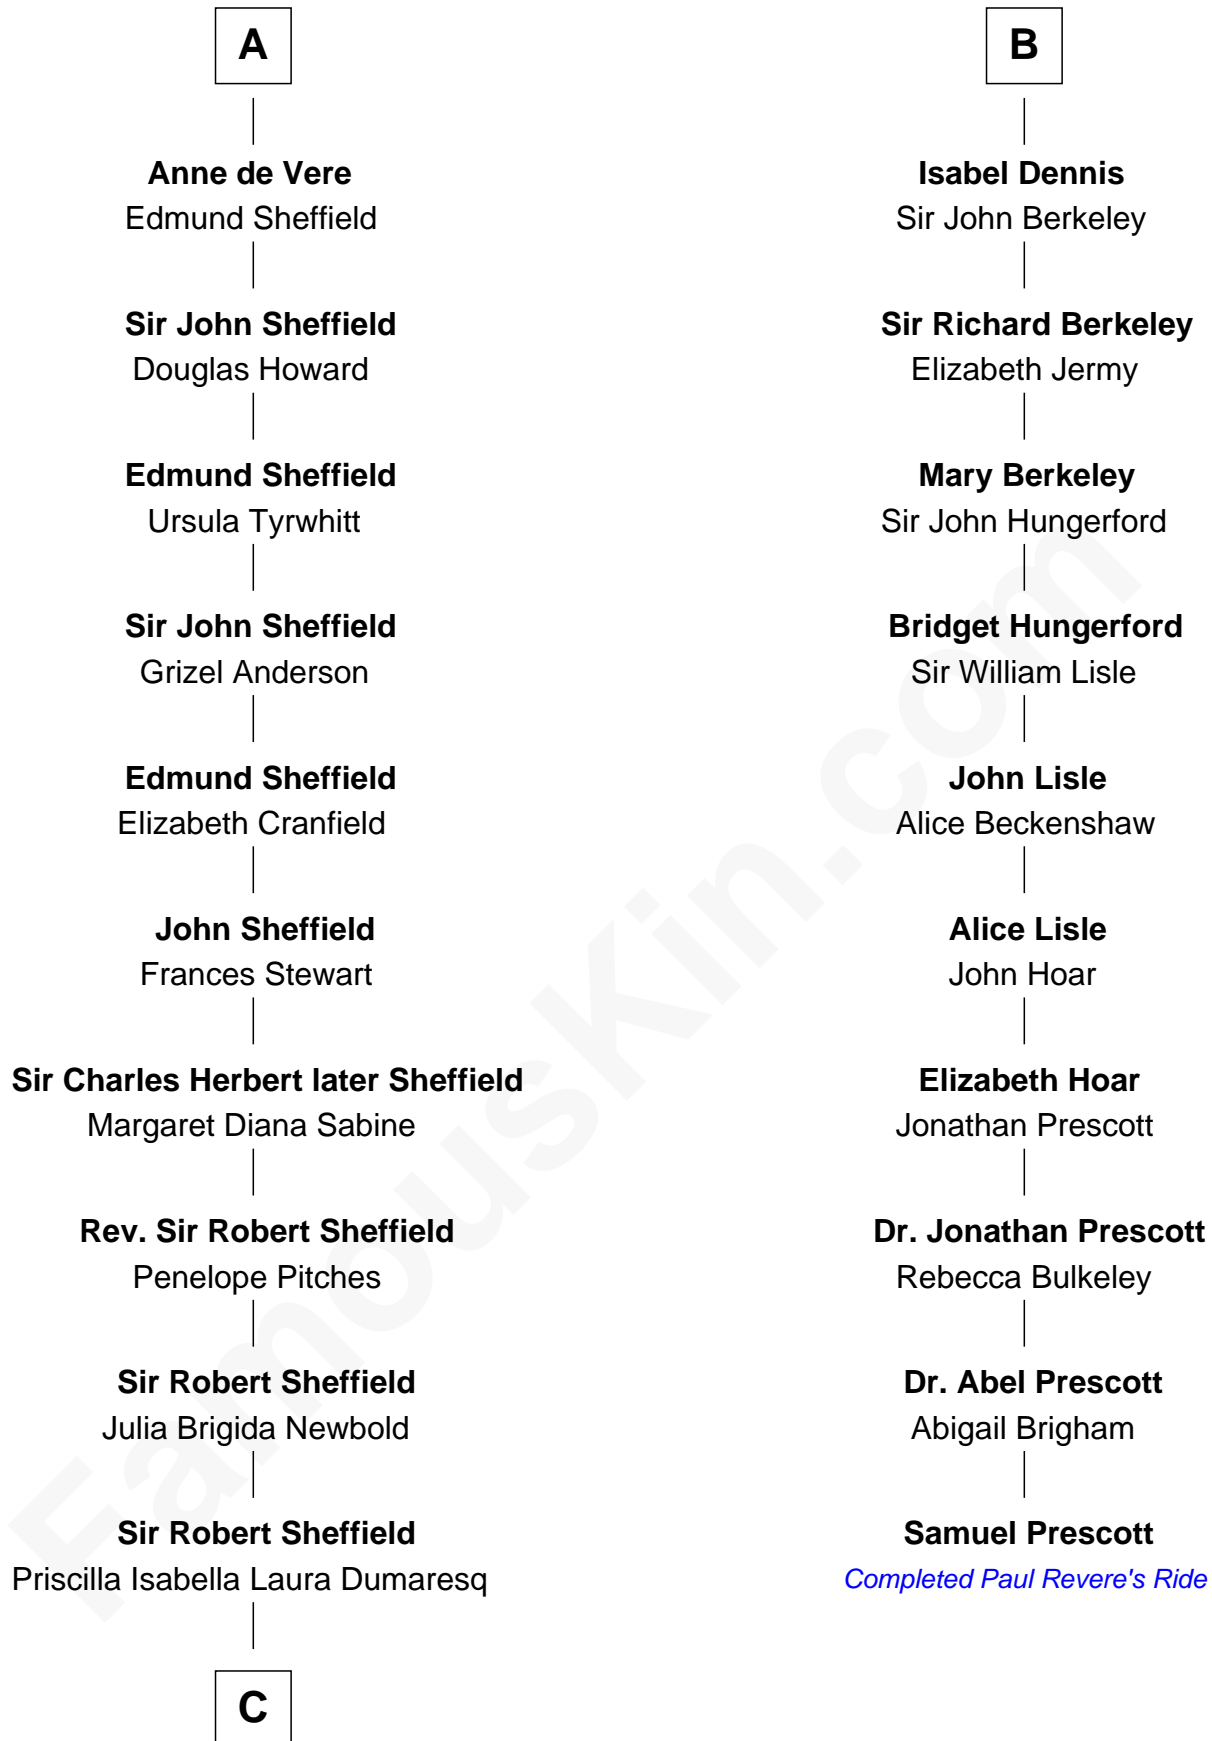 A
Anne de Vere
Edmund Sheffield
Sir John Sheffield
Douglas Howard
Edmund Sheffield
Ursula Tyrwhitt
Sir John Sheffield
Grizel Anderson
Edmund Sheffield
Elizabeth Cranfield
John Sheffield
Frances Stewart
Sir Charles Herbert later Sheffield
Margaret Diana Sabine
Rev. Sir Robert Sheffield
Penelope Pitches
Sir Robert Sheffield
Julia Brigida Newbold
Sir Robert Sheffield
Priscilla Isabella Laura Dumaresq
C
B
Isabel Dennis
Sir John Berkeley
Sir Richard Berkeley
Elizabeth Jermy
Mary Berkeley
Sir John Hungerford
Bridget Hungerford
Sir William Lisle
John Lisle
Alice Beckenshaw
Alice Lisle
John Hoar
Elizabeth Hoar
Jonathan Prescott
Dr. Jonathan Prescott
Rebecca Bulkeley
Dr. Abel Prescott
Abigail Brigham
Samuel Prescott
Completed Paul Revere's Ride
FamousKin.com